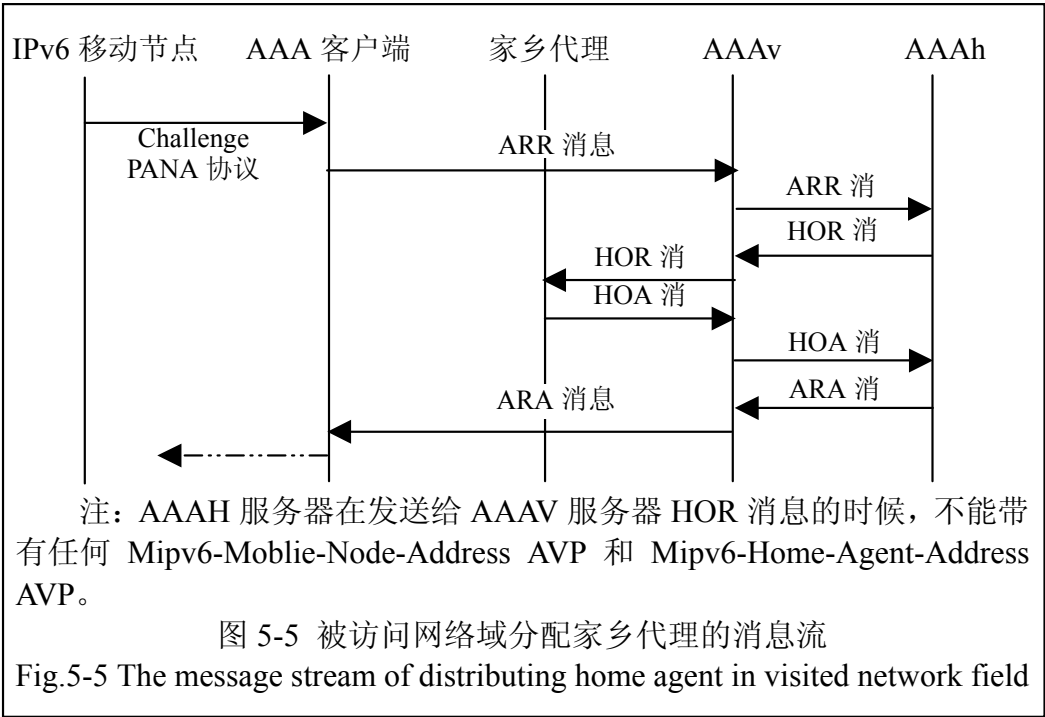 IPv6 移动节点 AAA 客户端 家乡代理 AAAv AAAh
Challenge
PANA 协议
ARR 消息
ARR 消
HOR 消
HOR 消
HOA 消
HOA 消
ARA 消
ARA 消息
注：AAAH 服务器在发送给 AAAV 服务器 HOR 消息的时候，不能带
有任何 Mipv6-Moblie-Node-Address AVP 和 Mipv6-Home-Agent-Address
AVP。
图 5-5 被访问网络域分配家乡代理的消息流
Fig.5-5 The message stream of distributing home agent in visited network field